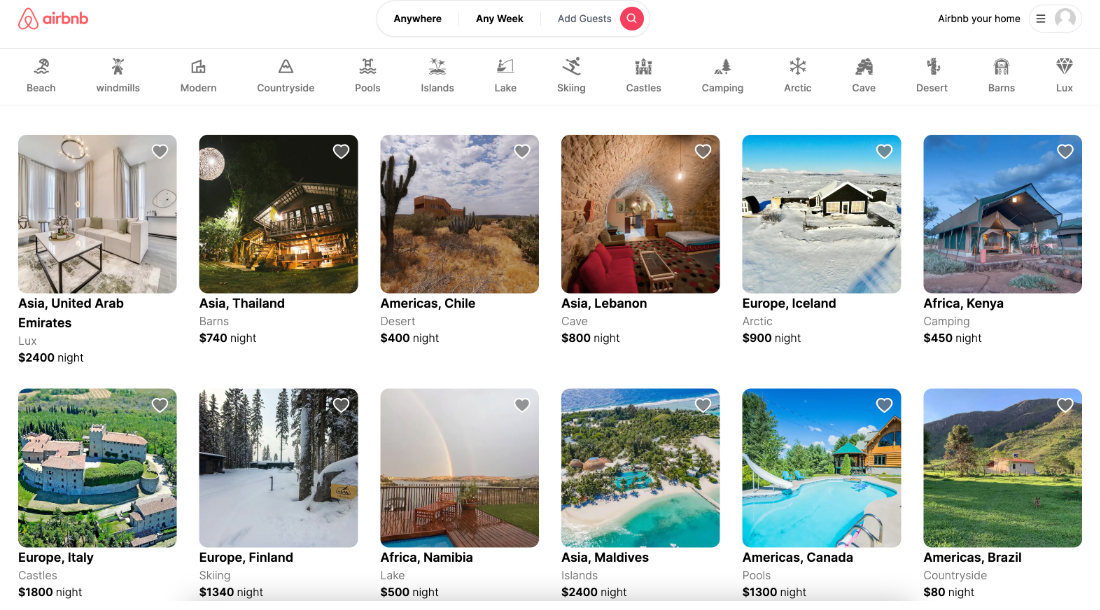 airbnb
Anywhere
Any Week
Add Guests
Airbnb your home
Beach
windmills
Modern
Countryside
Pools
Islands
Lake
Skiing
Castles
Camping
Arctic
Cave
Desert
Barns
Lux
Asia, United Arab
Emirates
Lux
$2400 night
Asia, Thailand
Barns
$740 night
Americas, Chile
Desert
$400 night
Asia, Lebanon
Cave
$800 night
Europe, Iceland
Arctic
$900 night
Africa, Kenya
Camping
$450 night
Europe, Italy
Castles
$1800 night
Europe, Finland
Skiing
$1340 night
Africa, Namibia
Lake
$500 night
Asia, Maldives
Islands
$2400 night
Americas, Canada
Pools
$1300 night
Americas, Brazil
Countryside
$80 night